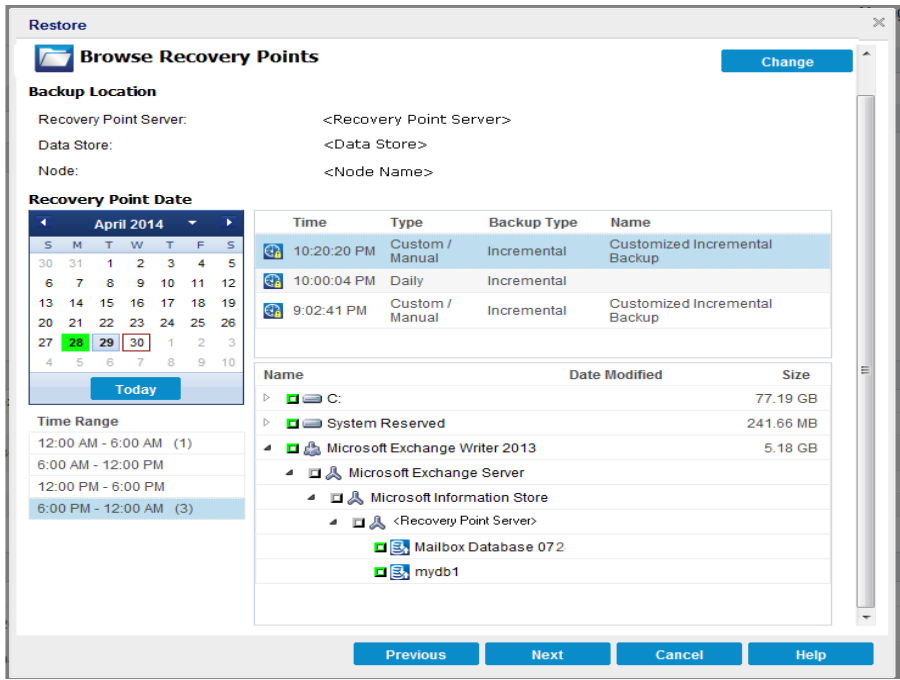 Restore
Browse Recovery Points
Change
Backup Location
Recovery Point Server: <Recovery Point Server>
Data Store: <Data Store>
Node: <Node Name>
Recovery Point Date
April 2014
S M T W T F S
30 31 1 2 3 4 5
6 7 8 9 10 11 12
13 14 15 16 17 18 19
20 21 22 23 24 25 26
27 28 29 30 1 2 3
4 5 6 7 8 9 10
Today
Time Range
12:00 AM - 6:00 AM (1)
6:00 AM - 12:00 PM
12:00 PM - 6:00 PM
6:00 PM - 12:00 AM (3)
Time Type Backup Type Name
10:20:20 PM Custom / Manual Incremental Customized Incremental Backup
10:00:04 PM Daily Incremental
9:02:41 PM Custom / Manual Incremental Customized Incremental Backup
Name Date Modified Size
C: 77.19 GB
System Reserved 241.66 MB
Microsoft Exchange Writer 2013 5.18 GB
Microsoft Exchange Server
Microsoft Information Store
<Recovery Point Server>
Mailbox Database 072
mydb1
Previous Next Cancel Help